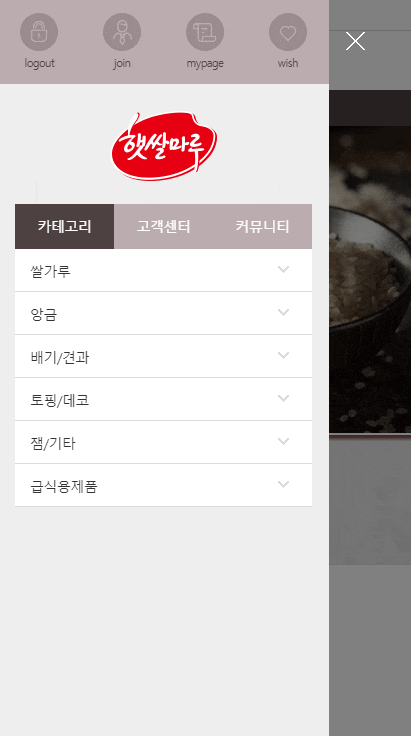 logout join mypage wish
햇쌀마루
카테고리 고객센터 커뮤니티
쌀가루
앙금
배기/견과
토핑/데코
잼/기타
급식용제품